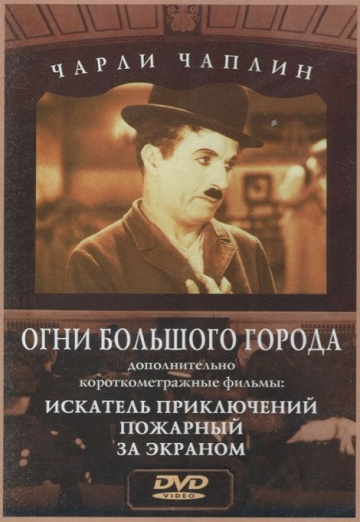 ЧАРЛИ ЧАПЛИН
ОГНИ БОЛЬШОГО ГОРОДА
ДОПОЛНИТЕЛЬНО
КОРОТКОМЕТРАЖНЫЕ ФИЛЬМЫ:
ИСКАТЕЛЬ ПРИКЛЮЧЕНИЙ
ПОЖАРНЫЙ
ЗА ЭКРАНОМ
DVD
VIDEO